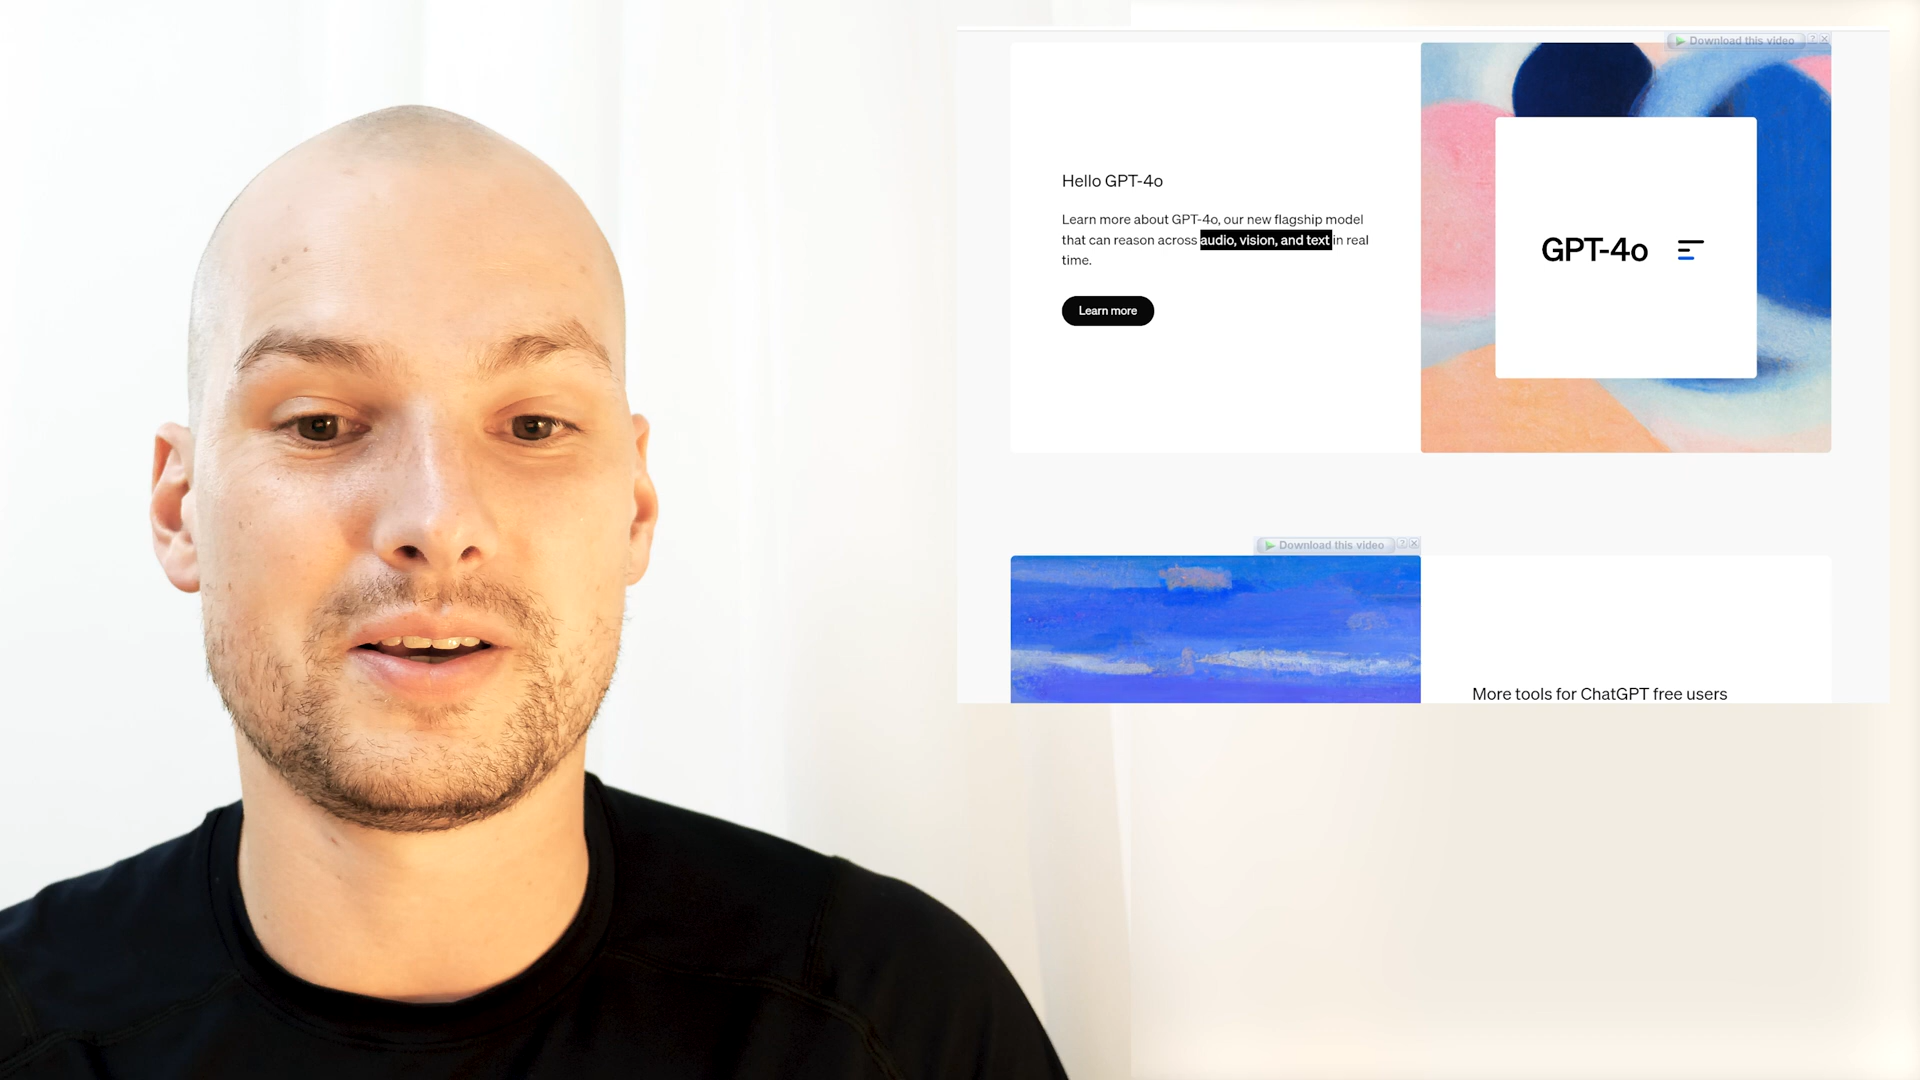 Download this video
Hello GPT-4o
Learn more about GPT-4o, our new flagship model
that can reason across audio, vision, and text in real
time.
Learn more
GPT-4o
Download this video
More tools for ChatGPT free users